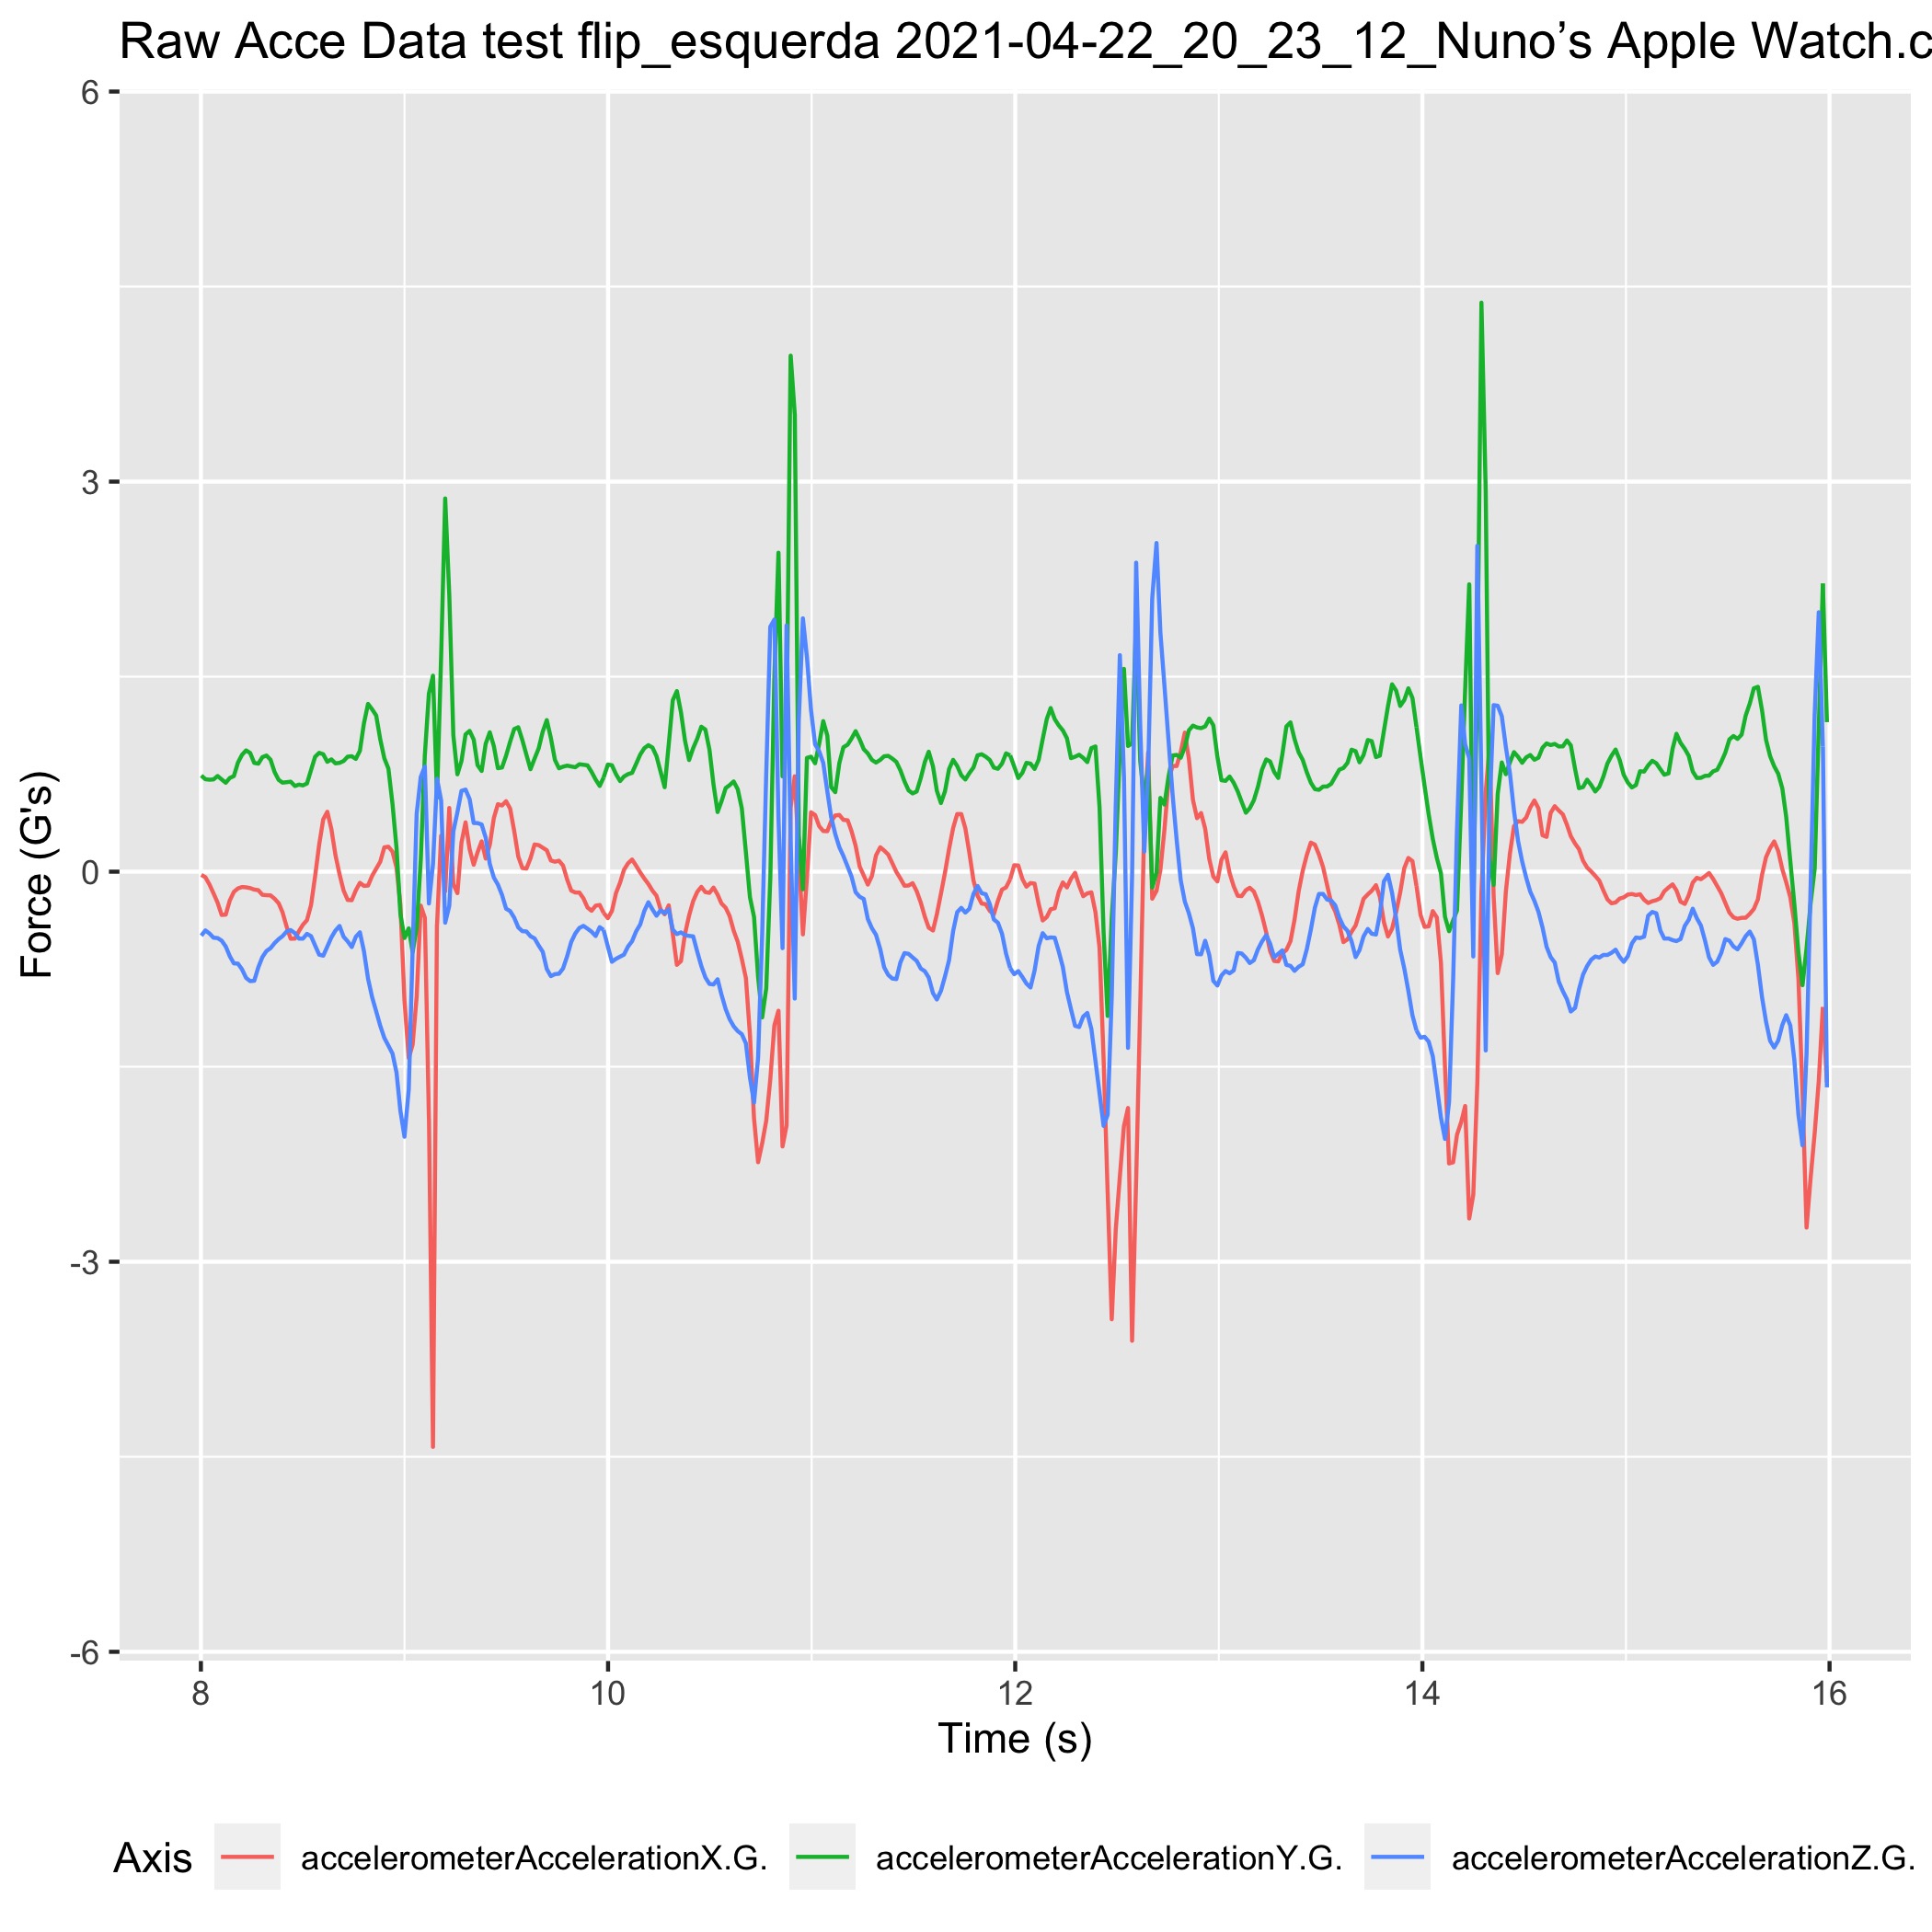 Raw Acce Data test flip_esquerda 2021-04-22_20_23_12_Nuno’s Apple Watch.c
6
3
0
-3
-6
Force (G's)
8 10 12 14 16
Time (s)
Axis accelerometerAccelerationX.G. accelerometerAccelerationY.G. accelerometerAccelerationZ.G.